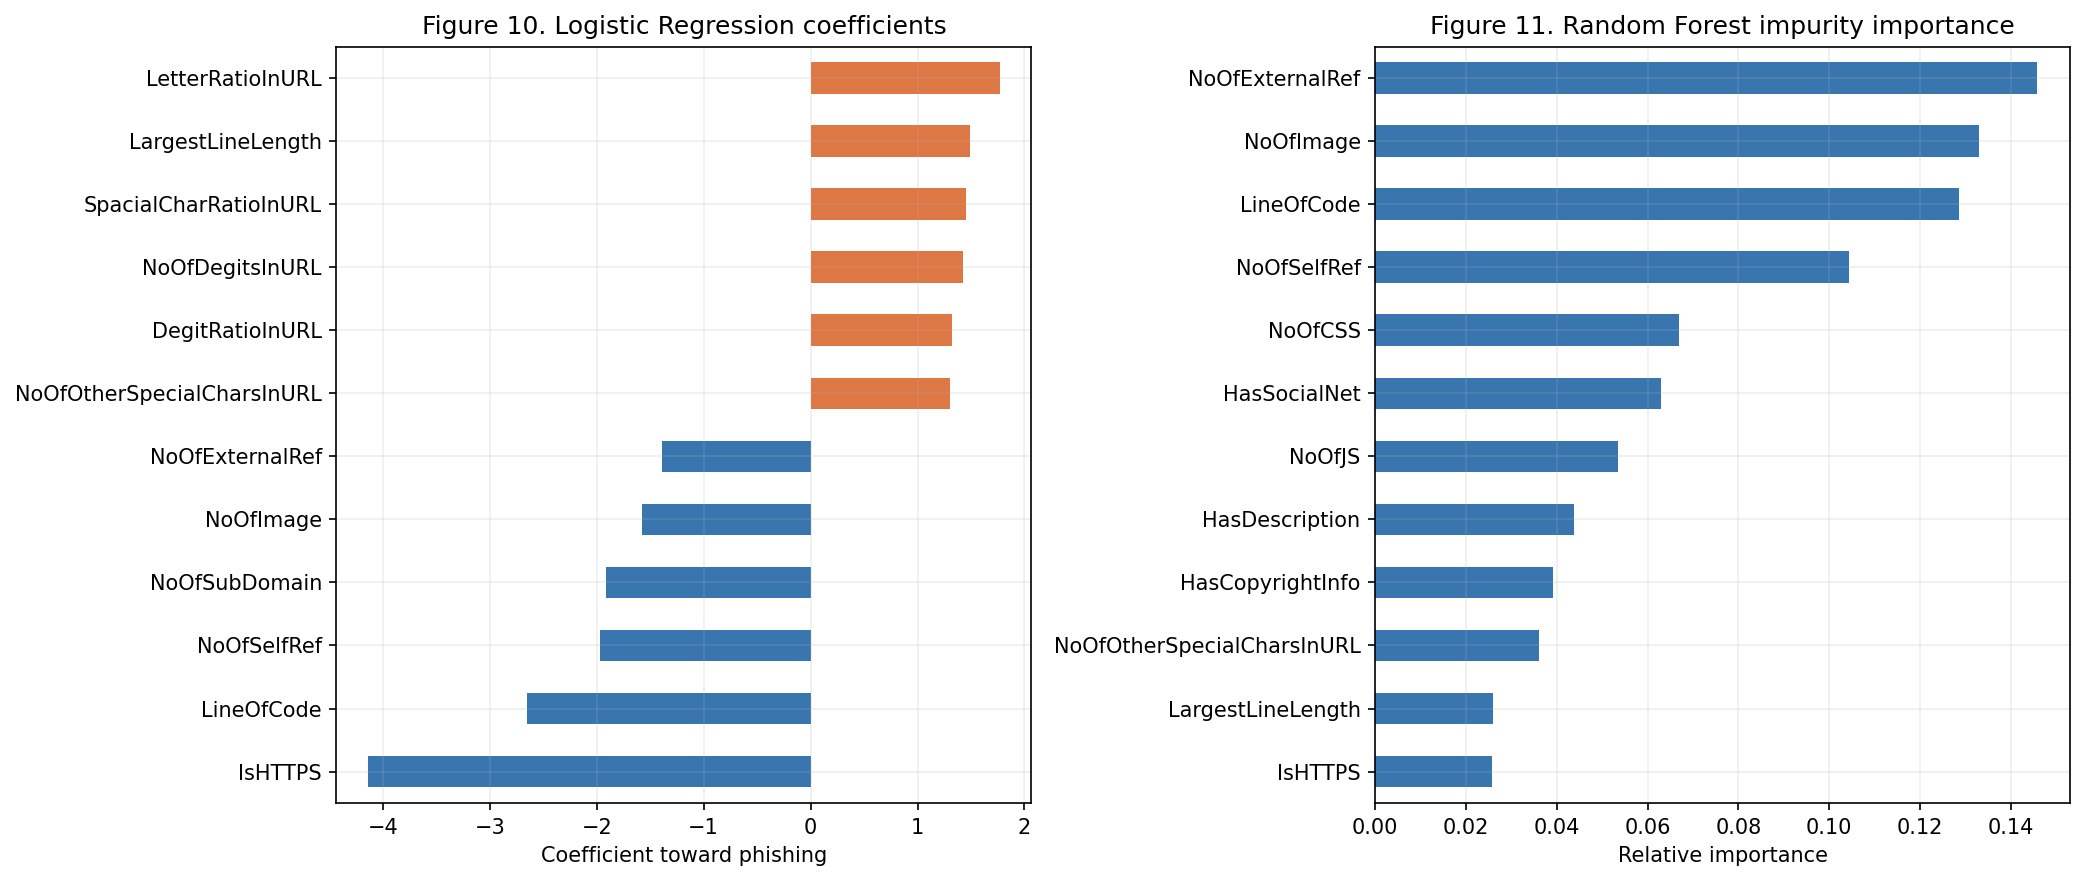 Figure 10. Logistic Regression coefficients
LetterRatioInURL
LargestLineLength
SpacialCharRatioInURL
NoOfDegitsInURL
DegitRatioInURL
NoOfOtherSpecialCharsInURL
NoOfExternalRef
NoOfImage
NoOfSubDomain
NoOfSelfRef
LineOfCode
IsHTTPS
−4 −3 −2 −1 0 1 2
Coefficient toward phishing
Figure 11. Random Forest impurity importance
NoOfExternalRef
NoOfImage
LineOfCode
NoOfSelfRef
NoOfCSS
HasSocialNet
NoOfJS
HasDescription
HasCopyrightInfo
NoOfOtherSpecialCharsInURL
LargestLineLength
IsHTTPS
0.00 0.02 0.04 0.06 0.08 0.10 0.12 0.14
Relative importance